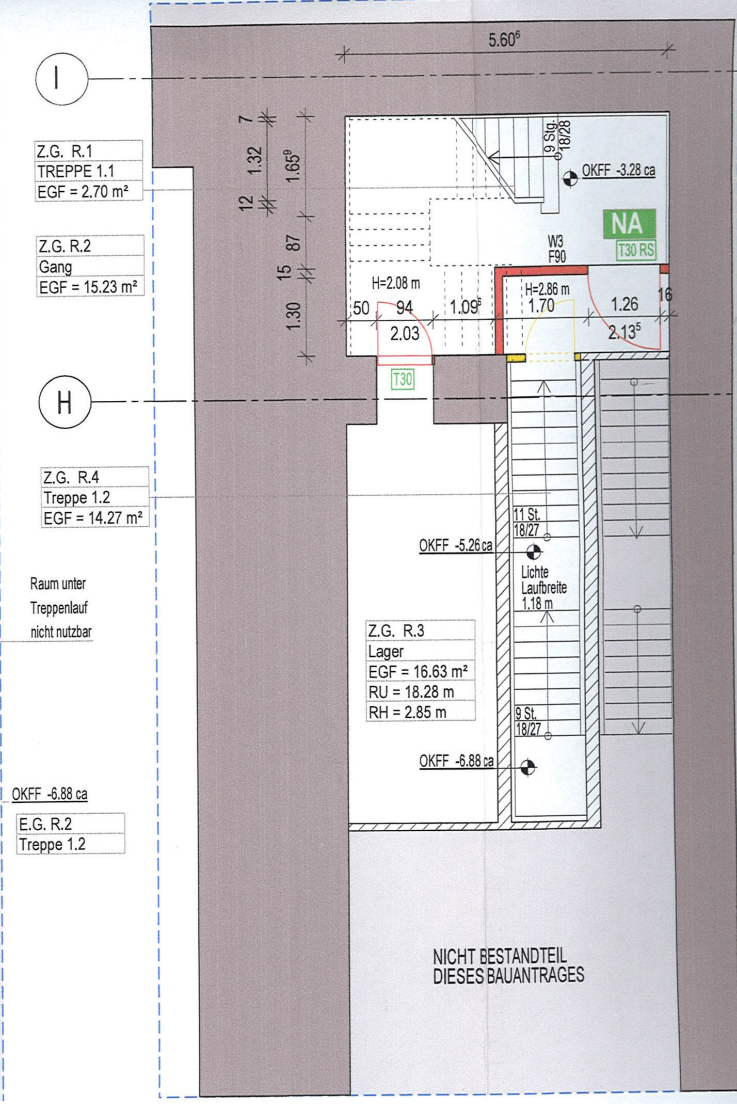 5.60⁶
I
7
1.32
1.65⁹
12
87
15
1.30
Z.G. R.1
TREPPE 1.1
EGF = 2.70 m²
Z.G. R.2
Gang
EGF = 15.23 m²
9 Stg.
18/28
OKFF -3.28 ca
NA
T30 RS
W3
F90
H=2.08 m
H=2.86 m
50
94
1.09⁵
1.70
1.26
16
2.03
2.13⁵
T30
H
Z.G. R.4
Treppe 1.2
EGF = 14.27 m²
11 St.
18/27
OKFF -5.26 ca
Lichte
Laufbreite
1.18 m
Raum unter
Treppenlauf
nicht nutzbar
Z.G. R.3
Lager
EGF = 16.63 m²
RU = 18.28 m
RH = 2.85 m
9 St.
18/27
OKFF -6.88 ca
OKFF -6.88 ca
E.G. R.2
Treppe 1.2
NICHT BESTANDTEIL
DIESES BAUANTRAGES